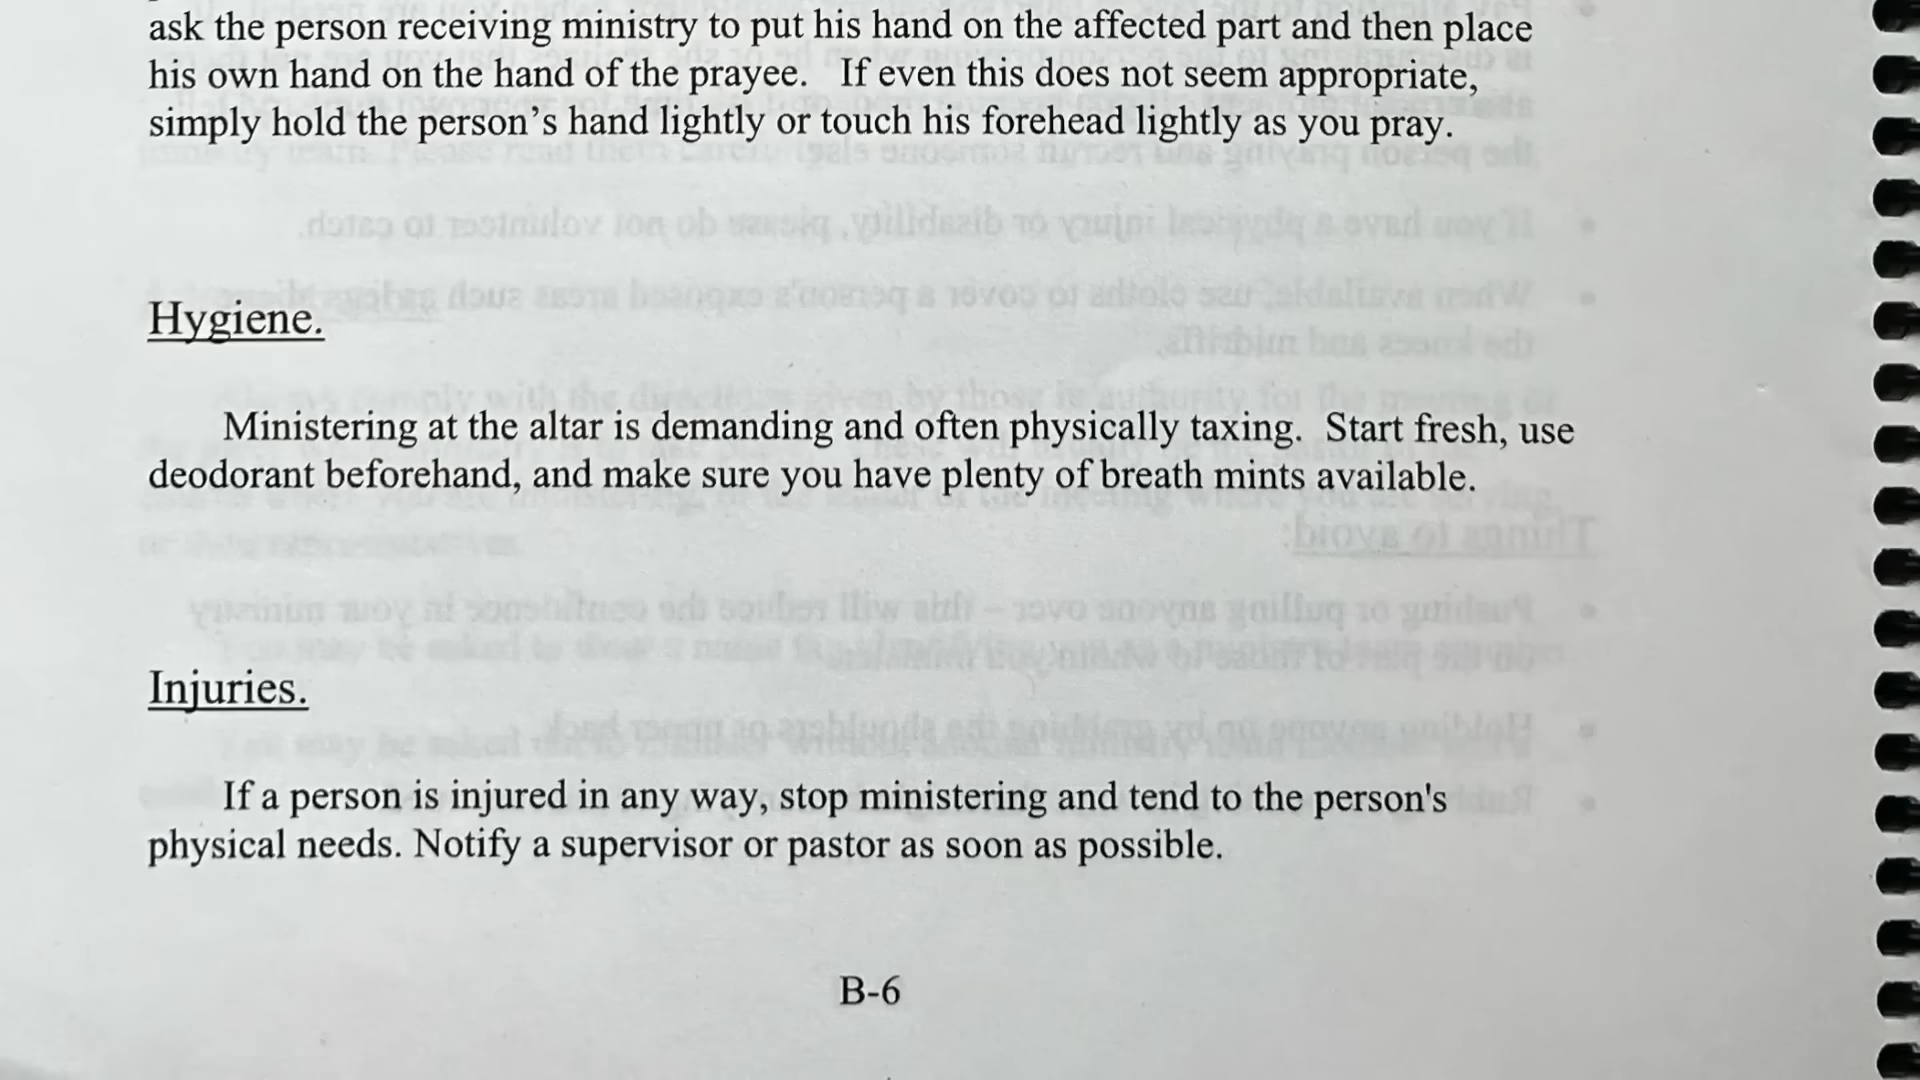 ask the person receiving ministry to put his hand on the affected part and then place
his own hand on the hand of the prayee.   If even this does not seem appropriate,
simply hold the person’s hand lightly or touch his forehead lightly as you pray.
Hygiene.
Ministering at the altar is demanding and often physically taxing.  Start fresh, use
deodorant beforehand, and make sure you have plenty of breath mints available.
Injuries.
If a person is injured in any way, stop ministering and tend to the person's
physical needs. Notify a supervisor or pastor as soon as possible.
B-6